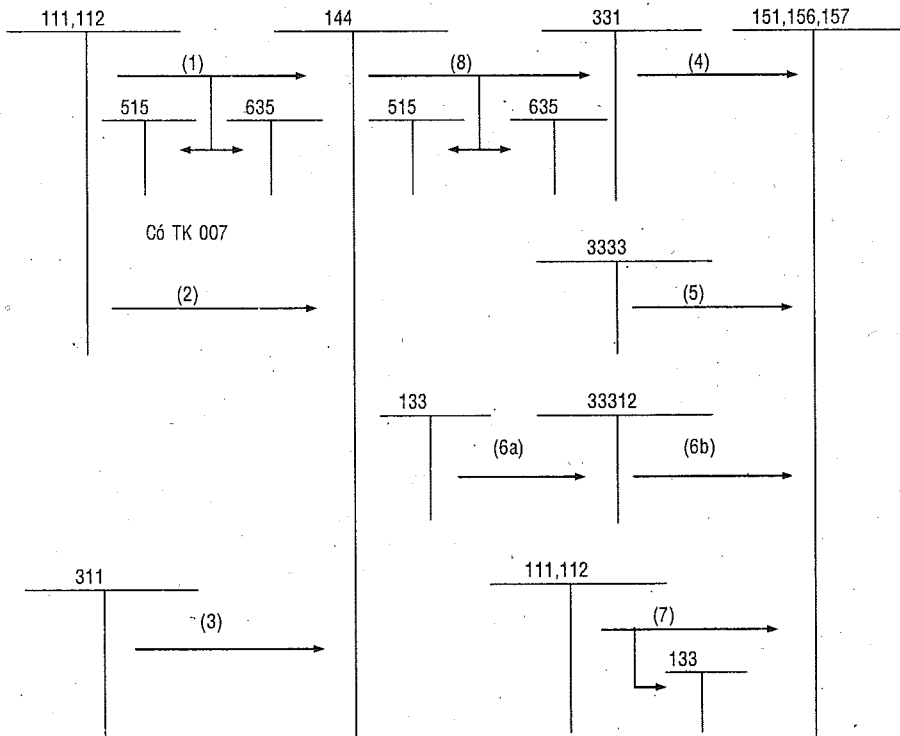 111,112 144 331 151,156,157
(1) (8) (4)
515 635 515 635
Có TK 007
3333
(2) (5)
133 33312
(6a) (6b)
311 111,112
(3) (7)
133